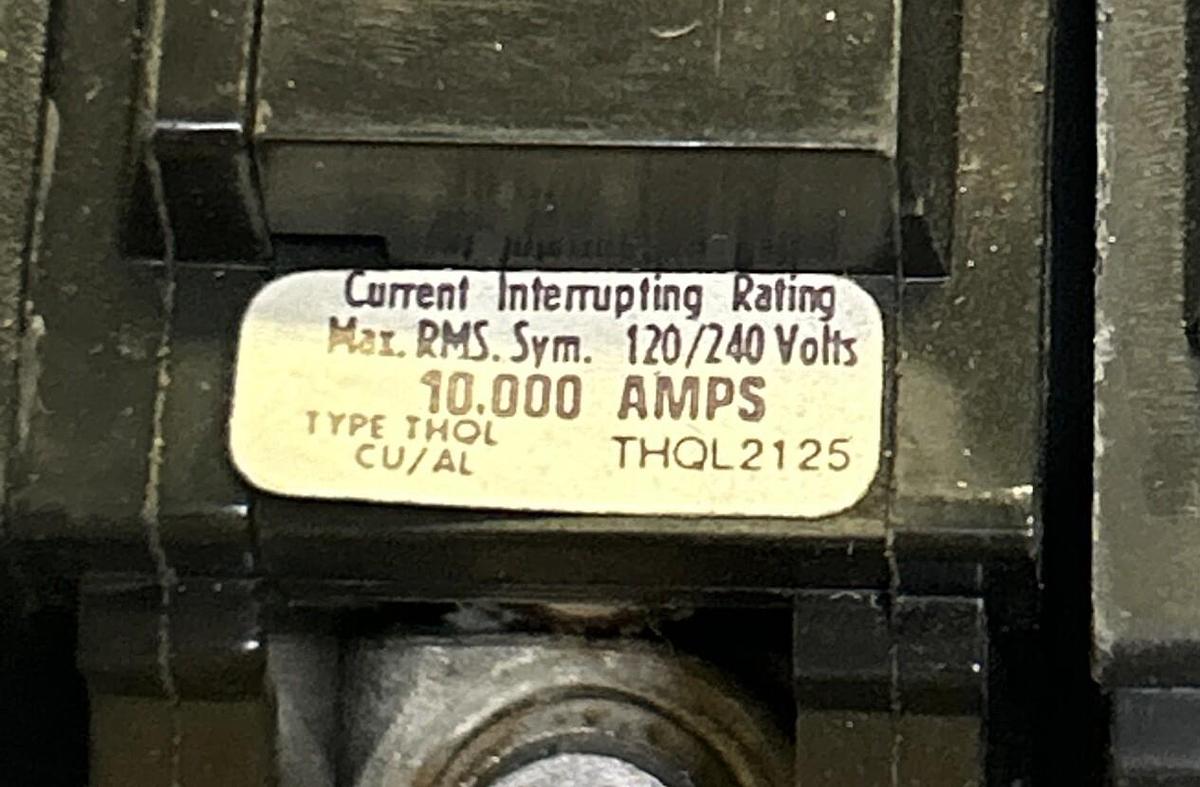 Current Interrupting Rating
Max. RMS. Sym. 120/240 Volts
10.000 AMPS
TYPE THQL
CU/AL THQL2125